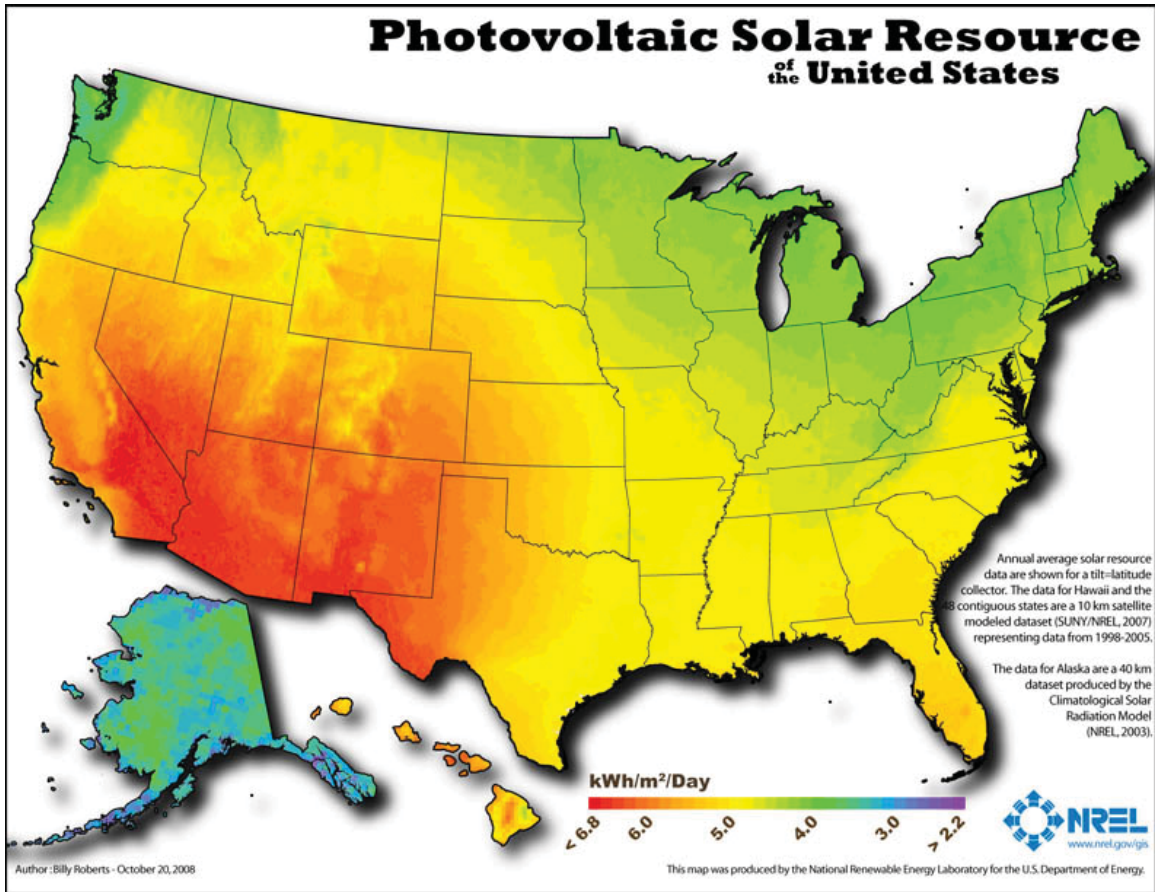 Photovoltaic Solar Resource
of the United States
Annual average solar resource
data are shown for a tilt=latitude
collector. The data for Hawaii and the
48 contiguous states are a 10 km satellite
modeled dataset (SUNY/NREL, 2007)
representing data from 1998-2005.
The data for Alaska are a 40 km
dataset produced by the
Climatological Solar
Radiation Model
(NREL, 2003).
kWh/m²/Day
< 6.8
6.0
5.0
4.0
3.0
> 2.2
NREL
www.nrel.gov/gis
Author : Billy Roberts - October 20, 2008
This map was produced by the National Renewable Energy Laboratory for the U.S. Department of Energy.